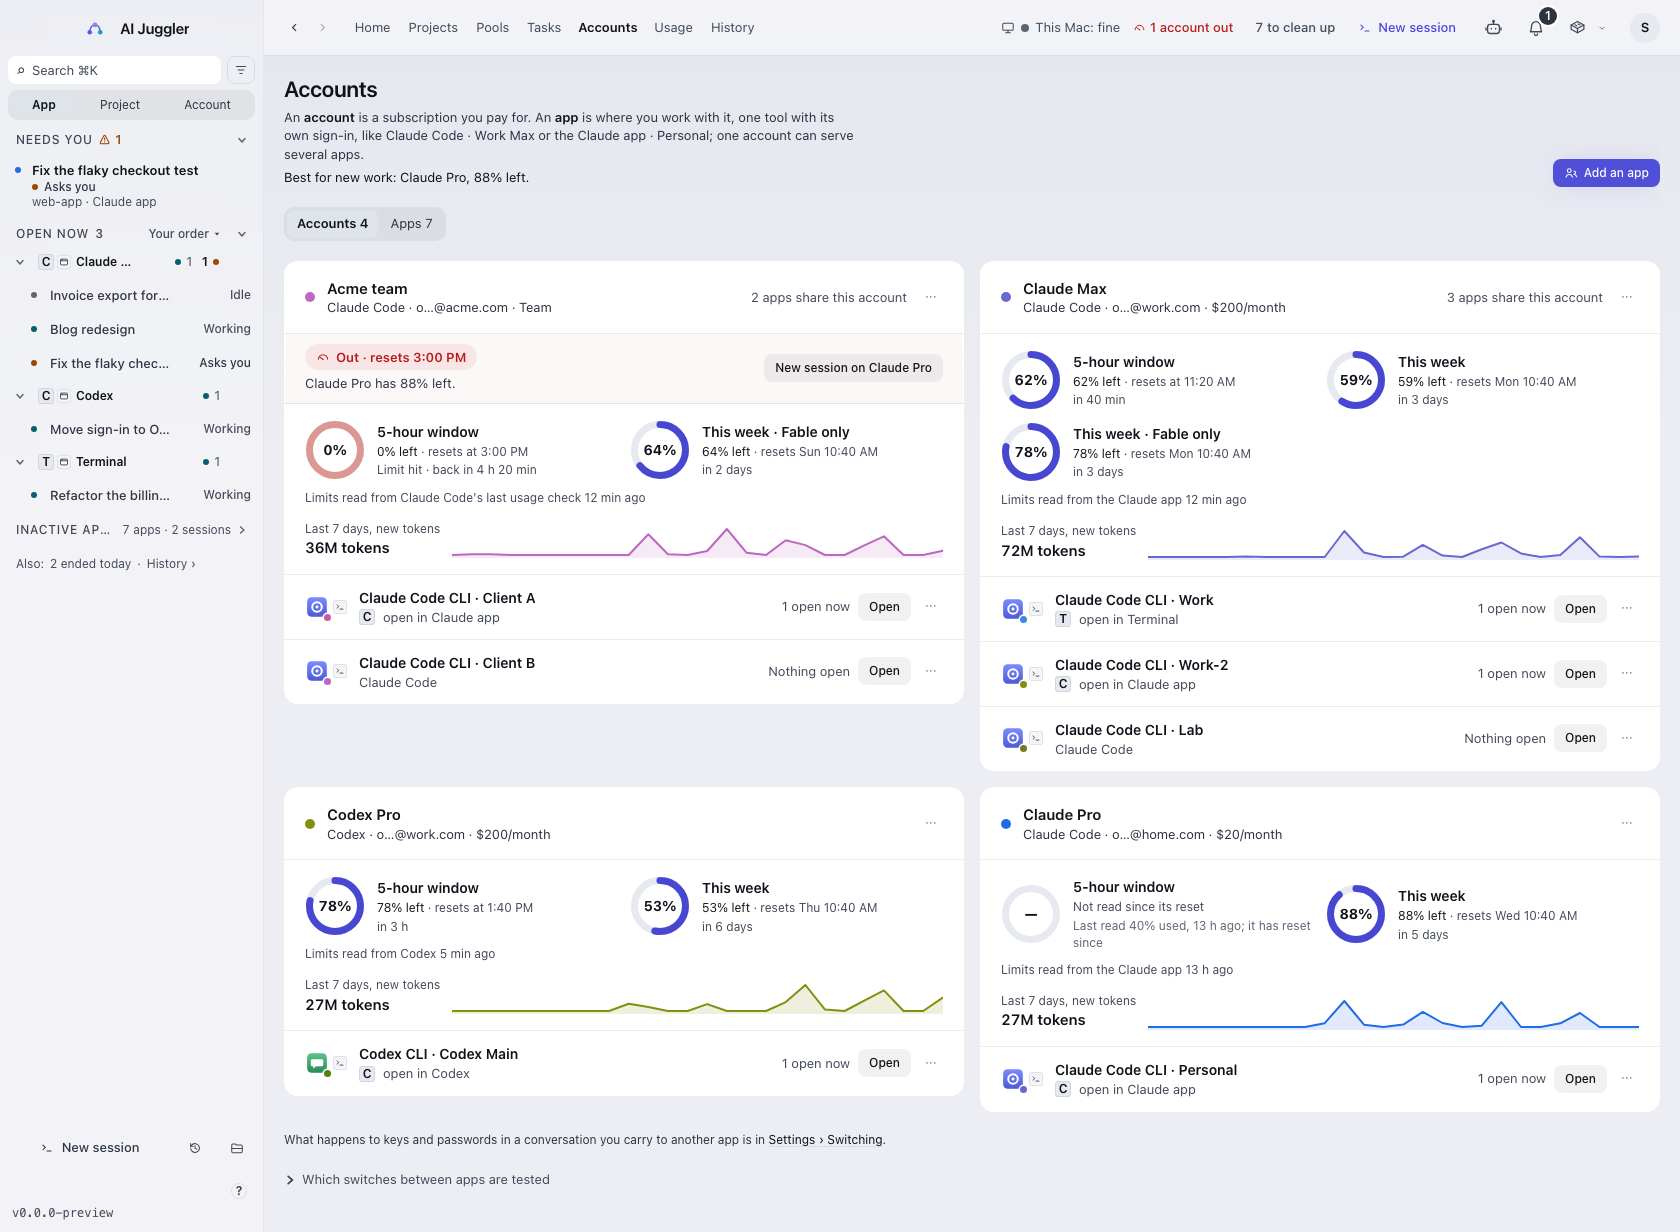 AI Juggler
Search ⌘K
App Project Account
NEEDS YOU 1
Fix the flaky checkout test
Asks you
web-app · Claude app
OPEN NOW 3 Your order
C Claude ... 1 1
Invoice export for... Idle
Blog redesign Working
Fix the flaky chec... Asks you
C Codex 1
Move sign-in to O... Working
T Terminal 1
Refactor the billin... Working
INACTIVE AP... 7 apps · 2 sessions
Also: 2 ended today · History ›
New session
?
v0.0.0-preview
Home Projects Pools Tasks Accounts Usage History
This Mac: fine 1 account out 7 to clean up New session 1 S
Accounts
An account is a subscription you pay for. An app is where you work with it, one tool with its
own sign-in, like Claude Code · Work Max or the Claude app · Personal; one account can serve
several apps.
Best for new work: Claude Pro, 88% left.
Add an app
Accounts 4 Apps 7
Acme team
Claude Code · o...@acme.com · Team
2 apps share this account
Out · resets 3:00 PM
Claude Pro has 88% left.
New session on Claude Pro
0%
5-hour window
0% left · resets at 3:00 PM
Limit hit · back in 4 h 20 min
64%
This week · Fable only
64% left · resets Sun 10:40 AM
in 2 days
Limits read from Claude Code's last usage check 12 min ago
Last 7 days, new tokens
36M tokens
Claude Code CLI · Client A
C open in Claude app
1 open now Open
Claude Code CLI · Client B
Claude Code
Nothing open Open
Claude Max
Claude Code · o...@work.com · $200/month
3 apps share this account
62%
5-hour window
62% left · resets at 11:20 AM
in 40 min
59%
This week
59% left · resets Mon 10:40 AM
in 3 days
78%
This week · Fable only
78% left · resets Mon 10:40 AM
in 3 days
Limits read from the Claude app 12 min ago
Last 7 days, new tokens
72M tokens
Claude Code CLI · Work
T open in Terminal
1 open now Open
Claude Code CLI · Work-2
C open in Claude app
1 open now Open
Claude Code CLI · Lab
Claude Code
Nothing open Open
Codex Pro
Codex · o...@work.com · $200/month
78%
5-hour window
78% left · resets at 1:40 PM
in 3 h
53%
This week
53% left · resets Thu 10:40 AM
in 6 days
Limits read from Codex 5 min ago
Last 7 days, new tokens
27M tokens
Codex CLI · Codex Main
C open in Codex
1 open now Open
Claude Pro
Claude Code · o...@home.com · $20/month
–
5-hour window
Not read since its reset
Last read 40% used, 13 h ago; it has reset
since
88%
This week
88% left · resets Wed 10:40 AM
in 5 days
Limits read from the Claude app 13 h ago
Last 7 days, new tokens
27M tokens
Claude Code CLI · Personal
C open in Claude app
1 open now Open
What happens to keys and passwords in a conversation you carry to another app is in Settings › Switching.
Which switches between apps are tested